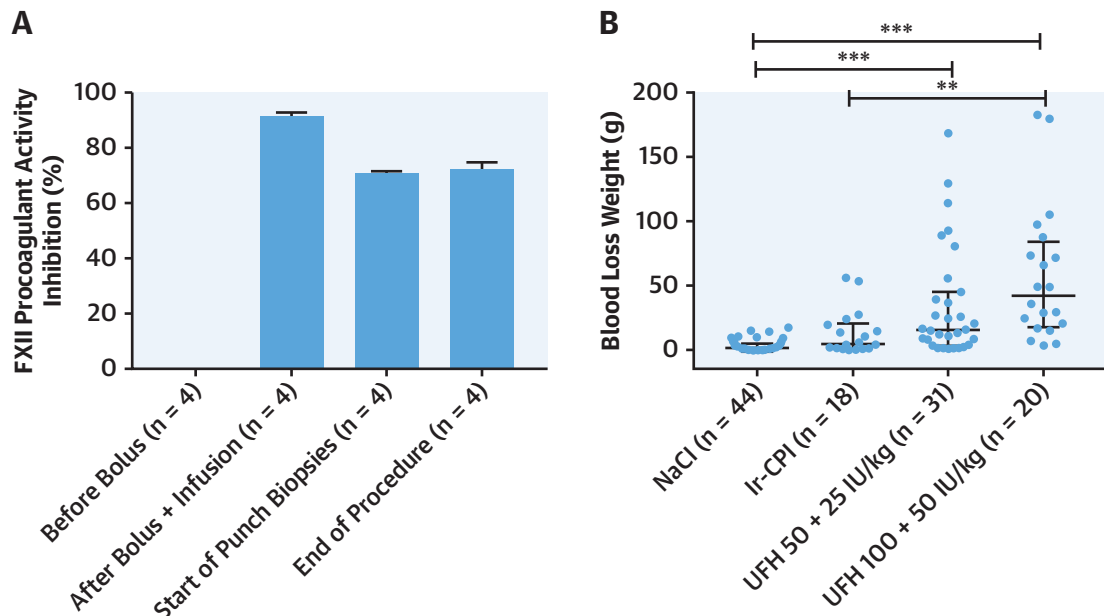 A
FXII Procoagulant Activity
Inhibition (%)
100
80
60
40
20
0
Before Bolus (n = 4)
After Bolus + Infusion (n = 4)
Start of Punch Biopsies (n = 4)
End of Procedure (n = 4)
B
***
***
**
Blood Loss Weight (g)
200
150
100
50
0
NaCl (n = 44)
Ir-CPI (n = 18)
UFH 50 + 25 IU/kg (n = 31)
UFH 100 + 50 IU/kg (n = 20)